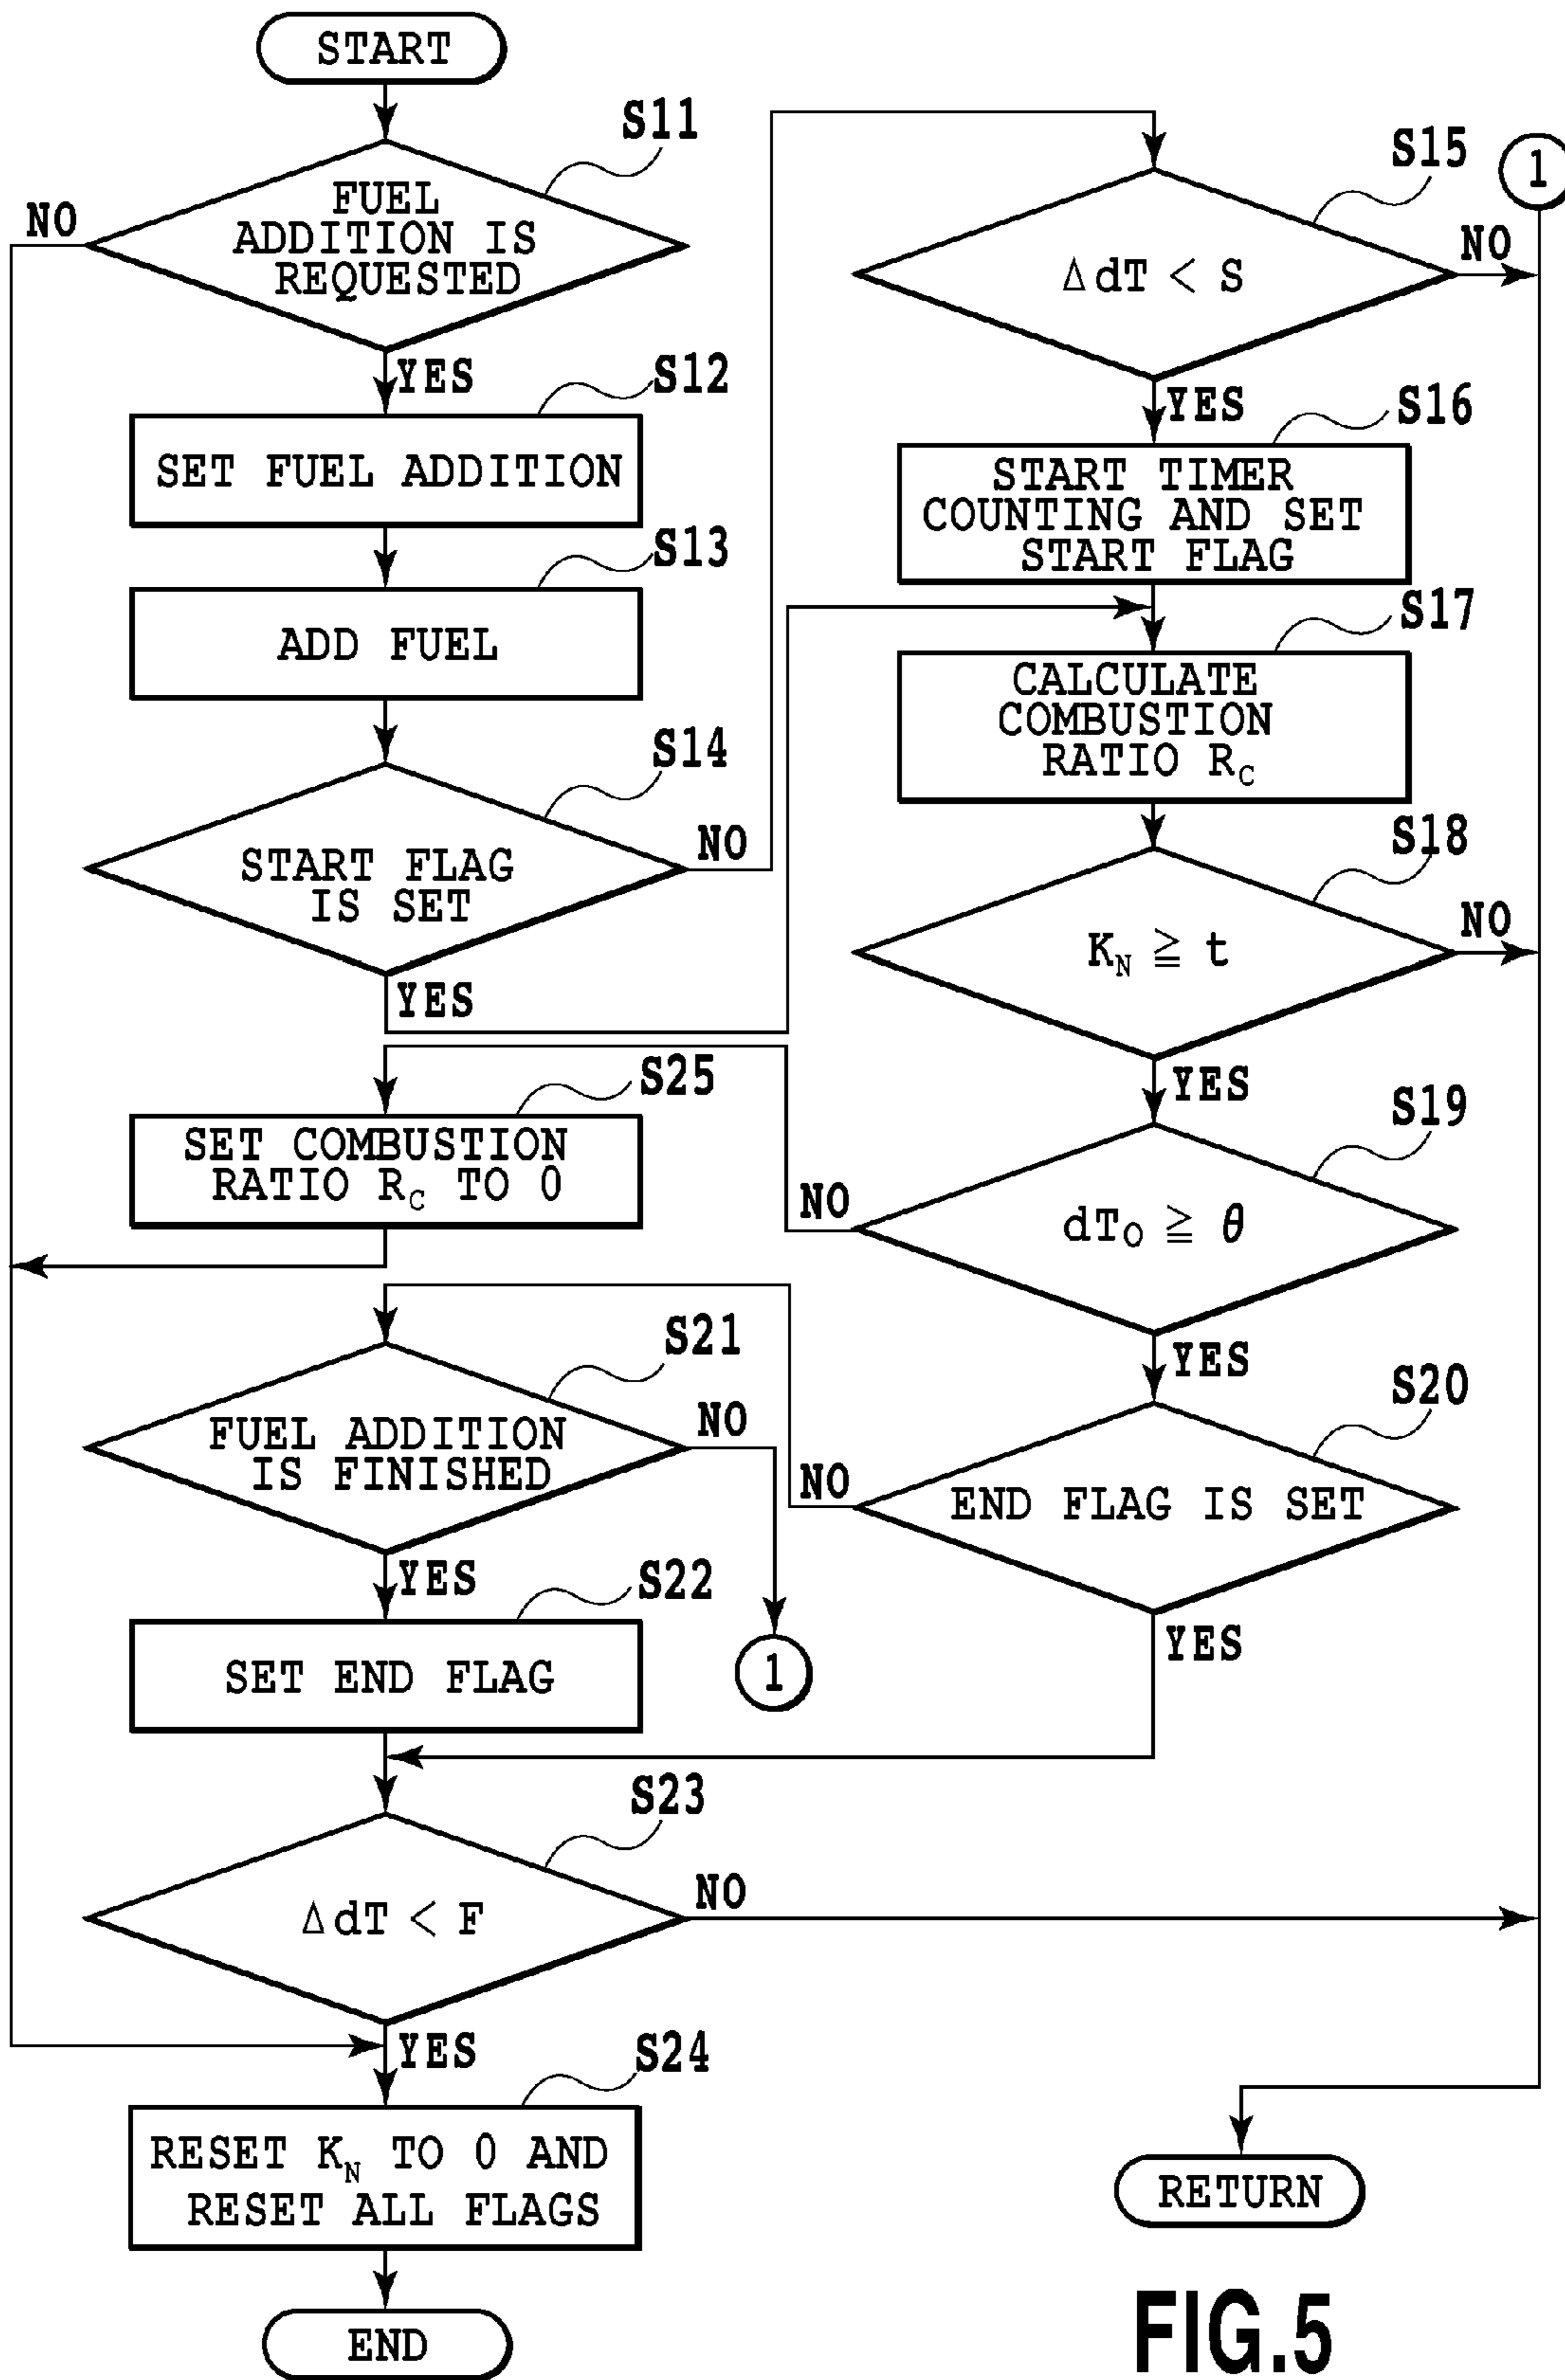 START
S11
NO
FUEL
ADDITION IS
REQUESTED
YES
S12
SET FUEL ADDITION
S13
ADD FUEL
S14
START FLAG
IS SET
NO
YES
S15
1
ΔdT < S
NO
YES
S16
START TIMER
COUNTING AND SET
START FLAG
S17
CALCULATE
COMBUSTION
RATIO R_C
S18
K_N ≧ t
NO
YES
S19
dT_O ≧ θ
NO
YES
S25
SET COMBUSTION
RATIO R_C TO 0
S20
END FLAG IS SET
NO
YES
S21
FUEL ADDITION
IS FINISHED
NO
1
YES
S22
SET END FLAG
S23
ΔdT < F
NO
YES
S24
RESET K_N TO 0 AND
RESET ALL FLAGS
END
RETURN
FIG.5